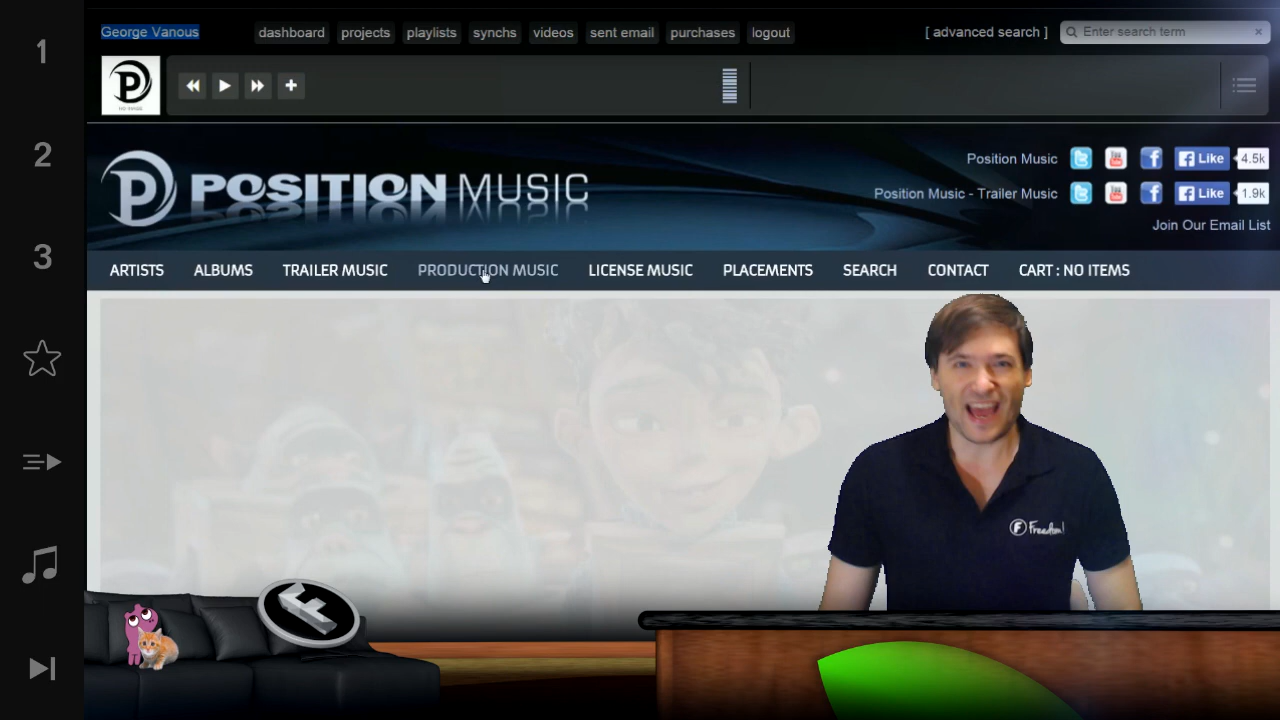 George Vanous dashboard projects playlists synchs videos sent email purchases logout [ advanced search ] Enter search term ×
1
2
3
P
POSITION MUSIC
Position Music Like 4.5k
Position Music - Trailer Music Like 1.9k
Join Our Email List
ARTISTS ALBUMS TRAILER MUSIC PRODUCTION MUSIC LICENSE MUSIC PLACEMENTS SEARCH CONTACT CART : NO ITEMS
F Freedom!
F